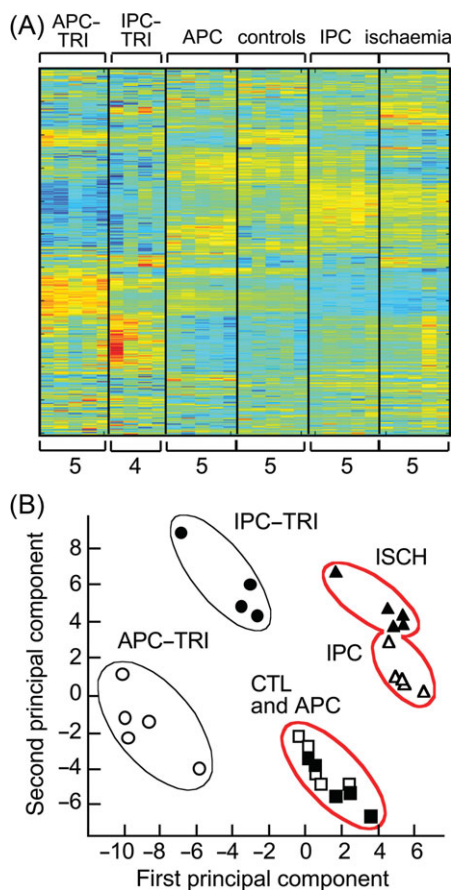 (A)
APC- IPC-
TRI TRI APC controls IPC ischaemia
5 4 5 5 5 5
(B)
IPC–TRI
ISCH
APC–TRI
IPC
CTL
and APC
Second principal component
8
6
4
2
0
−2
−4
−6
−10 −8 −6 −4 −2 0 2 4 6
First principal component